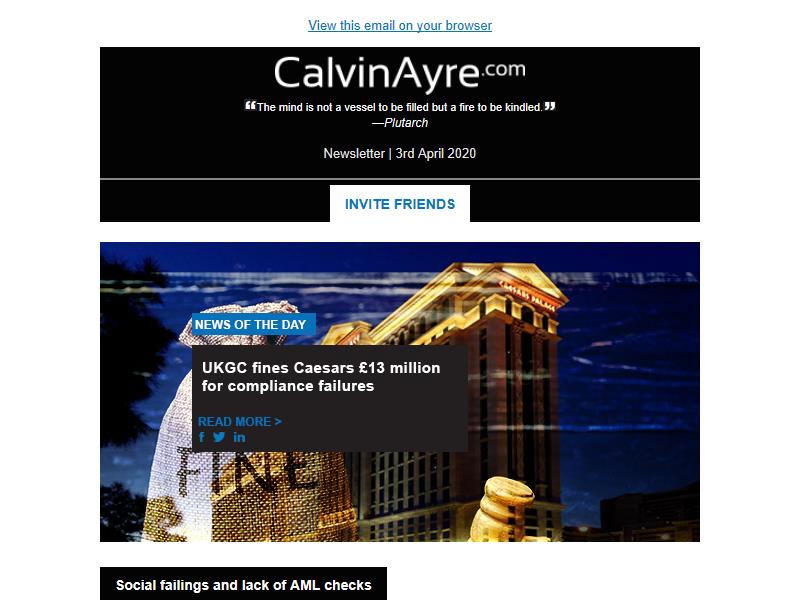 View this email on your browser
CalvinAyre.com
“The mind is not a vessel to be filled but a fire to be kindled.”
—Plutarch
Newsletter | 3rd April 2020
INVITE FRIENDS
CAESARS PALACE
NEWS OF THE DAY
UKGC fines Caesars £13 million
for compliance failures
READ MORE >
FINE
Social failings and lack of AML checks